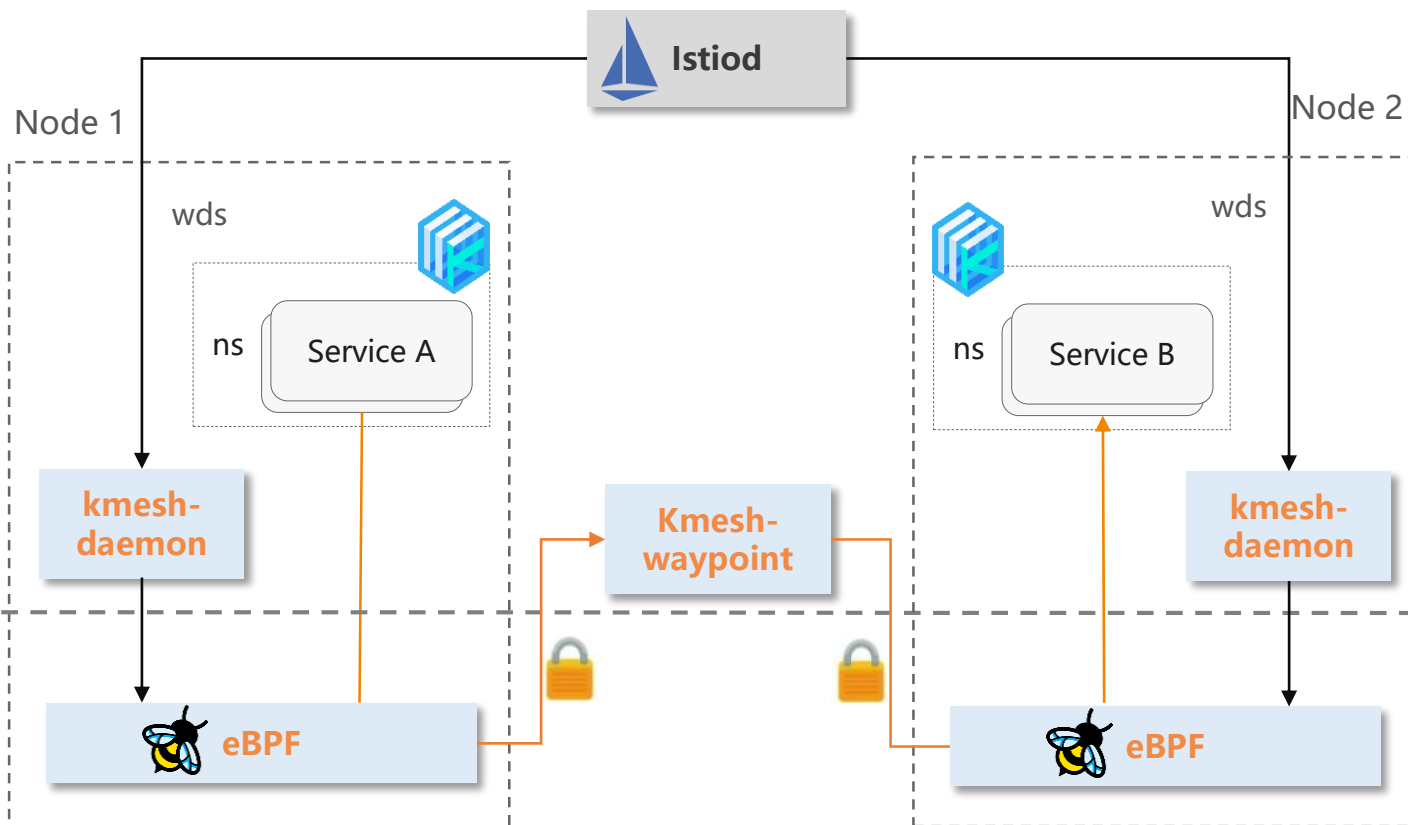 Istiod
Node 1
Node 2
wds
wds
ns
Service A
ns
Service B
kmesh-
daemon
Kmesh-
waypoint
kmesh-
daemon
eBPF
eBPF